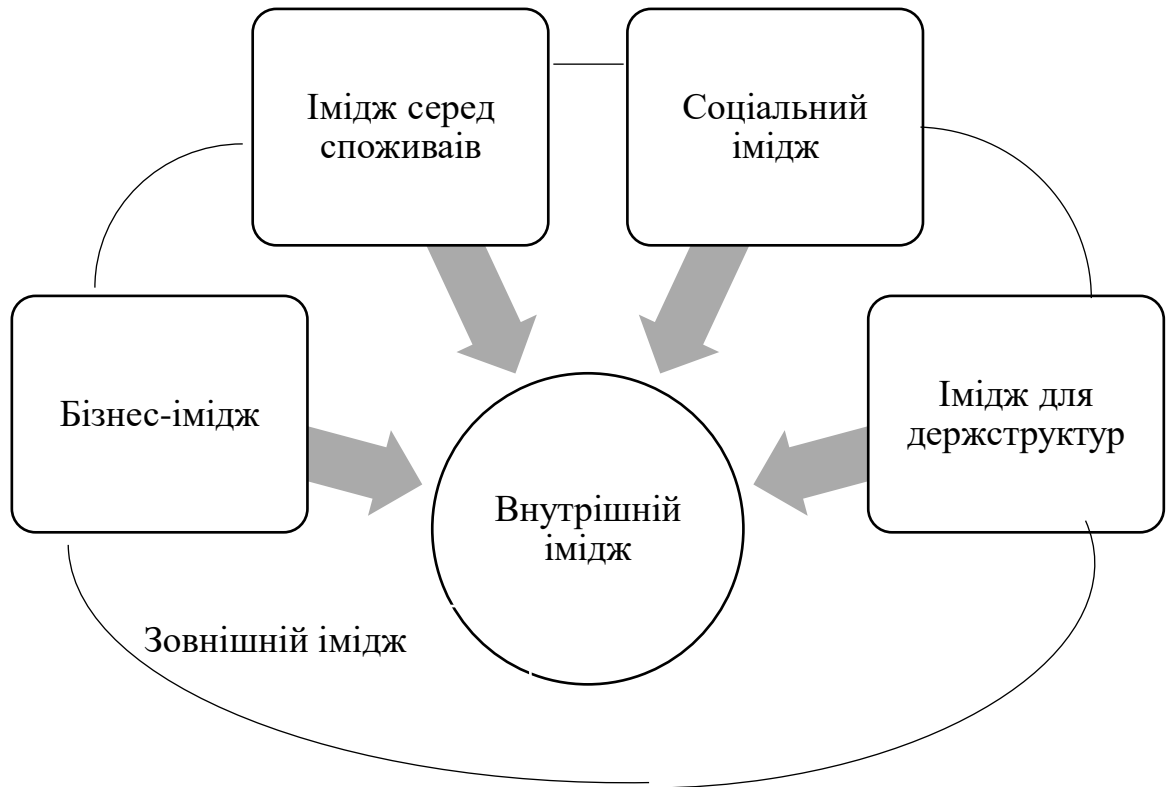 Імідж серед
споживаів
Соціальний
імідж
Бізнес-імідж
Імідж для
держструктур
Внутрішній
імідж
Зовнішній імідж